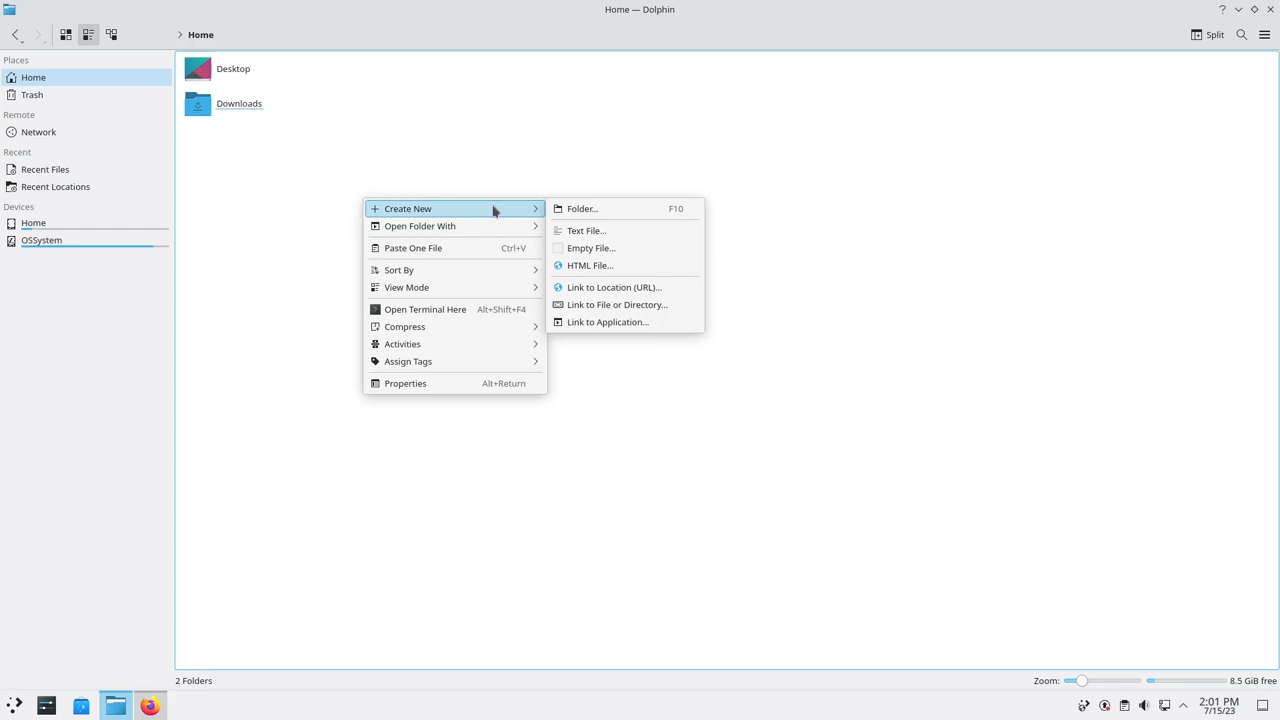 Home — Dolphin
Home
Split
Places
Home
Trash
Remote
Network
Recent
Recent Files
Recent Locations
Devices
Home
OSSystem
Desktop
Downloads
Create New
Open Folder With
Paste One File Ctrl+V
Sort By
View Mode
Open Terminal Here Alt+Shift+F4
Compress
Activities
Assign Tags
Properties Alt+Return
Folder... F10
Text File...
Empty File...
HTML File...
Link to Location (URL)...
Link to File or Directory...
Link to Application...
2 Folders
Zoom:
8.5 GiB free
2:01 PM
7/15/23